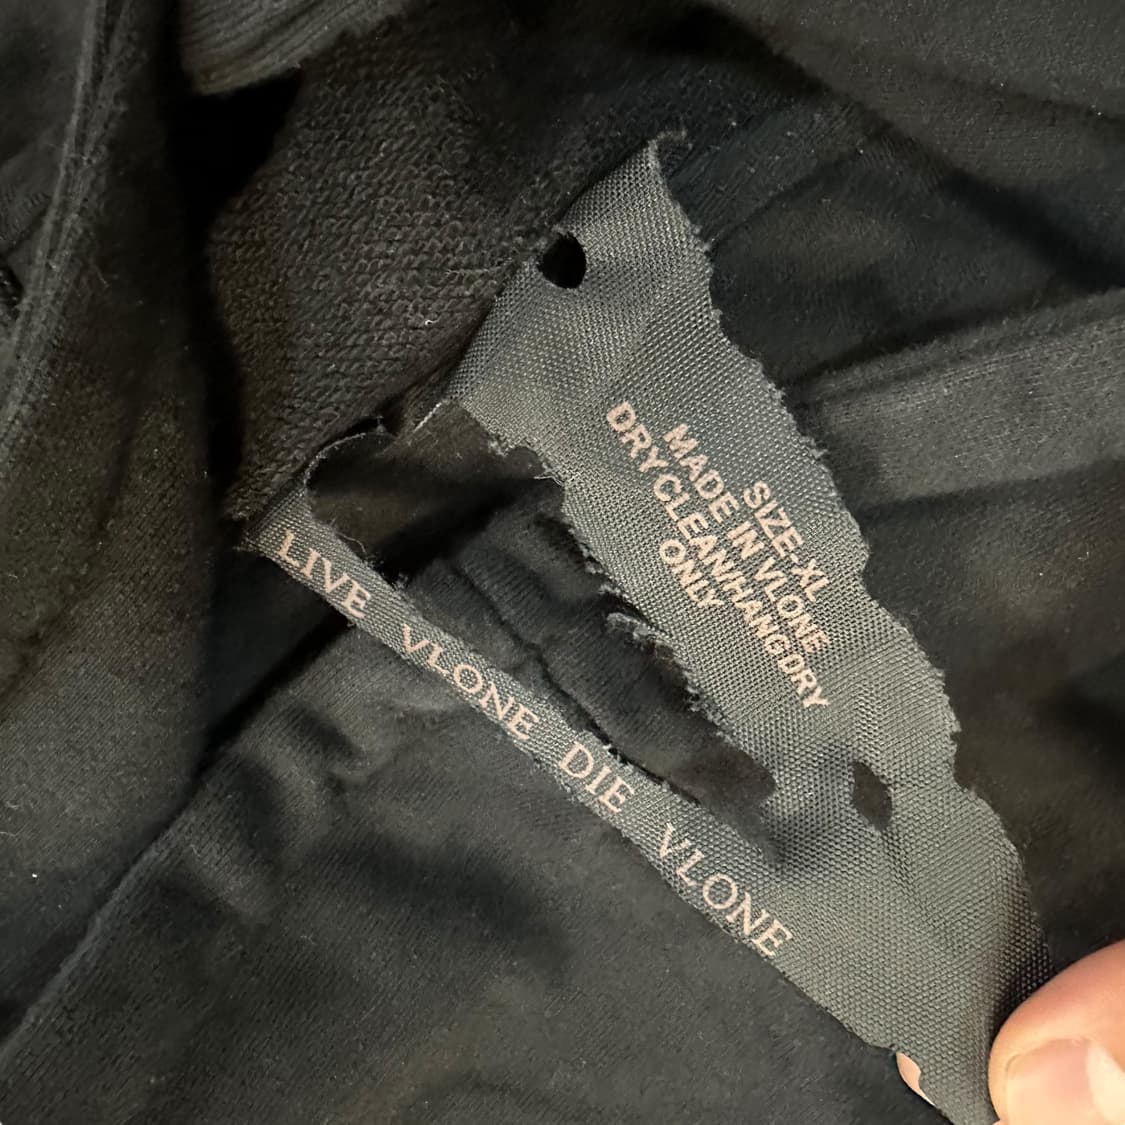 SIZE-XL
MADE IN VLONE
DRYCLEAN/HANGDRY
ONLY
LIVE VLONE DIE VLONE